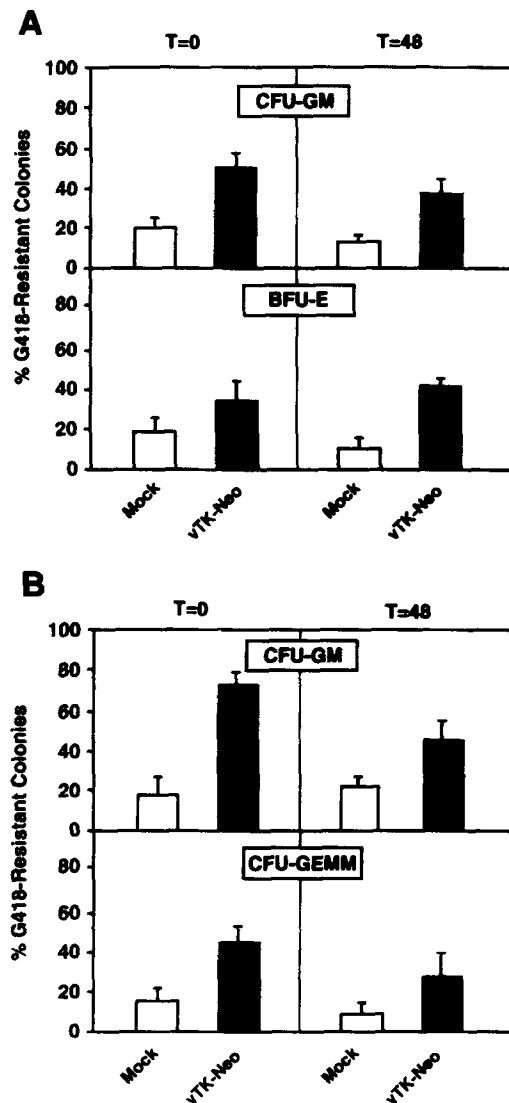 A
T=0 T=48
% G418-Resistant Colonies
100
80
60
40
20
0
CFU-GM
80
60
40
20
0
BFU-E
Mock vTK-Neo Mock vTK-Neo
B
T=0 T=48
% G418-Resistant Colonies
100
80
60
40
20
0
CFU-GM
80
60
40
20
0
CFU-GEMM
Mock vTK-Neo Mock vTK-Neo